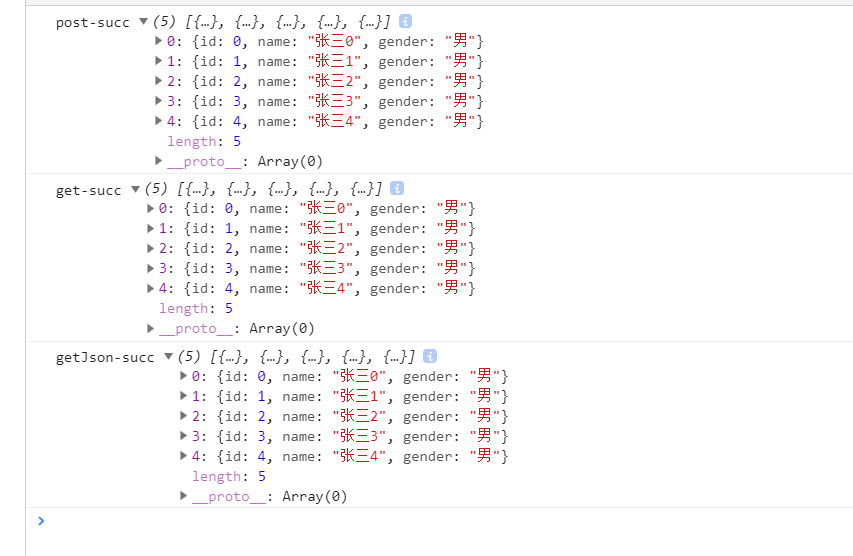 post-succ ▼(5) [{…}, {…}, {…}, {…}, {…}] i
▶0: {id: 0, name: "张三0", gender: "男"}
▶1: {id: 1, name: "张三1", gender: "男"}
▶2: {id: 2, name: "张三2", gender: "男"}
▶3: {id: 3, name: "张三3", gender: "男"}
▶4: {id: 4, name: "张三4", gender: "男"}
length: 5
▶__proto__: Array(0)
get-succ ▼(5) [{…}, {…}, {…}, {…}, {…}] i
▶0: {id: 0, name: "张三0", gender: "男"}
▶1: {id: 1, name: "张三1", gender: "男"}
▶2: {id: 2, name: "张三2", gender: "男"}
▶3: {id: 3, name: "张三3", gender: "男"}
▶4: {id: 4, name: "张三4", gender: "男"}
length: 5
▶__proto__: Array(0)
getJson-succ ▼(5) [{…}, {…}, {…}, {…}, {…}] i
▶0: {id: 0, name: "张三0", gender: "男"}
▶1: {id: 1, name: "张三1", gender: "男"}
▶2: {id: 2, name: "张三2", gender: "男"}
▶3: {id: 3, name: "张三3", gender: "男"}
▶4: {id: 4, name: "张三4", gender: "男"}
length: 5
▶__proto__: Array(0)
>